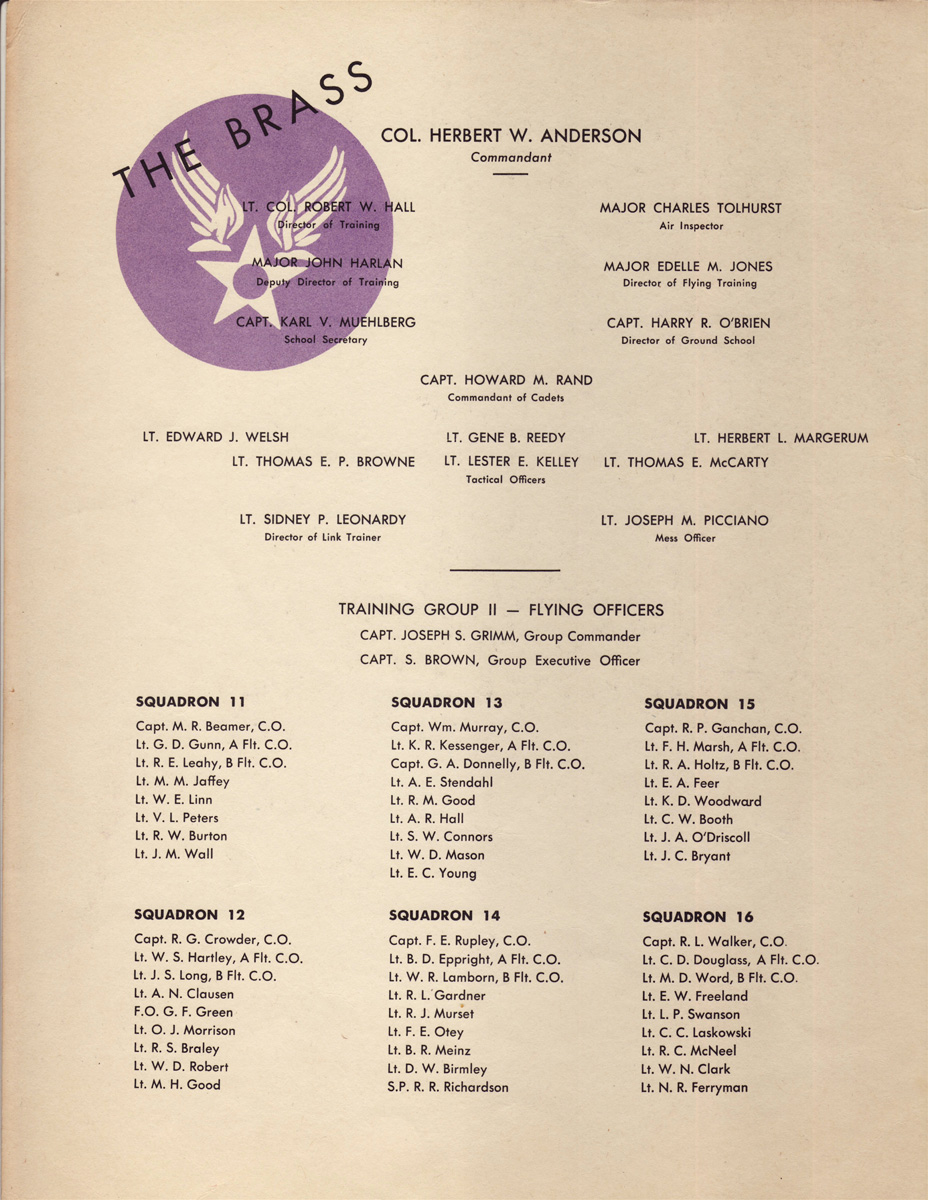 THE BRASS
COL. HERBERT W. ANDERSON
Commandant
LT. COL. ROBERT W. HALL
Director of Training
MAJOR CHARLES TOLHURST
Air Inspector
MAJOR JOHN HARLAN
Deputy Director of Training
MAJOR EDELLE M. JONES
Director of Flying Training
CAPT. KARL V. MUEHLBERG
School Secretary
CAPT. HARRY R. O'BRIEN
Director of Ground School
CAPT. HOWARD M. RAND
Commandant of Cadets
LT. EDWARD J. WELSH
LT. GENE B. REEDY
LT. HERBERT L. MARGERUM
LT. THOMAS E. P. BROWNE
LT. LESTER E. KELLEY
LT. THOMAS E. McCARTY
Tactical Officers
LT. SIDNEY P. LEONARDY
Director of Link Trainer
LT. JOSEPH M. PICCIANO
Mess Officer
TRAINING GROUP II — FLYING OFFICERS
CAPT. JOSEPH S. GRIMM, Group Commander
CAPT. S. BROWN, Group Executive Officer
SQUADRON 11
Capt. M. R. Beamer, C.O.
Lt. G. D. Gunn, A Flt. C.O.
Lt. R. E. Leahy, B Flt. C.O.
Lt. M. M. Jaffey
Lt. W. E. Linn
Lt. V. L. Peters
Lt. R. W. Burton
Lt. J. M. Wall
SQUADRON 13
Capt. Wm. Murray, C.O.
Lt. K. R. Kessenger, A Flt. C.O.
Capt. G. A. Donnelly, B Flt. C.O.
Lt. A. E. Stendahl
Lt. R. M. Good
Lt. A. R. Hall
Lt. S. W. Connors
Lt. W. D. Mason
Lt. E. C. Young
SQUADRON 15
Capt. R. P. Ganchan, C.O.
Lt. F. H. Marsh, A Flt. C.O.
Lt. R. A. Holtz, B Flt. C.O.
Lt. E. A. Feer
Lt. K. D. Woodward
Lt. C. W. Booth
Lt. J. A. O'Driscoll
Lt. J. C. Bryant
SQUADRON 12
Capt. R. G. Crowder, C.O.
Lt. W. S. Hartley, A Flt. C.O.
Lt. J. S. Long, B Flt. C.O.
Lt. A. N. Clausen
F.O. G. F. Green
Lt. O. J. Morrison
Lt. R. S. Braley
Lt. W. D. Robert
Lt. M. H. Good
SQUADRON 14
Capt. F. E. Rupley, C.O.
Lt. B. D. Eppright, A Flt. C.O.
Lt. W. R. Lamborn, B Flt. C.O.
Lt. R. L. Gardner
Lt. R. J. Murset
Lt. F. E. Otey
Lt. B. R. Meinz
Lt. D. W. Birmley
S.P. R. R. Richardson
SQUADRON 16
Capt. R. L. Walker, C.O.
Lt. C. D. Douglass, A Flt. C.O.
Lt. M. D. Word, B Flt. C.O.
Lt. E. W. Freeland
Lt. L. P. Swanson
Lt. C. C. Laskowski
Lt. R. C. McNeel
Lt. W. N. Clark
Lt. N. R. Ferryman